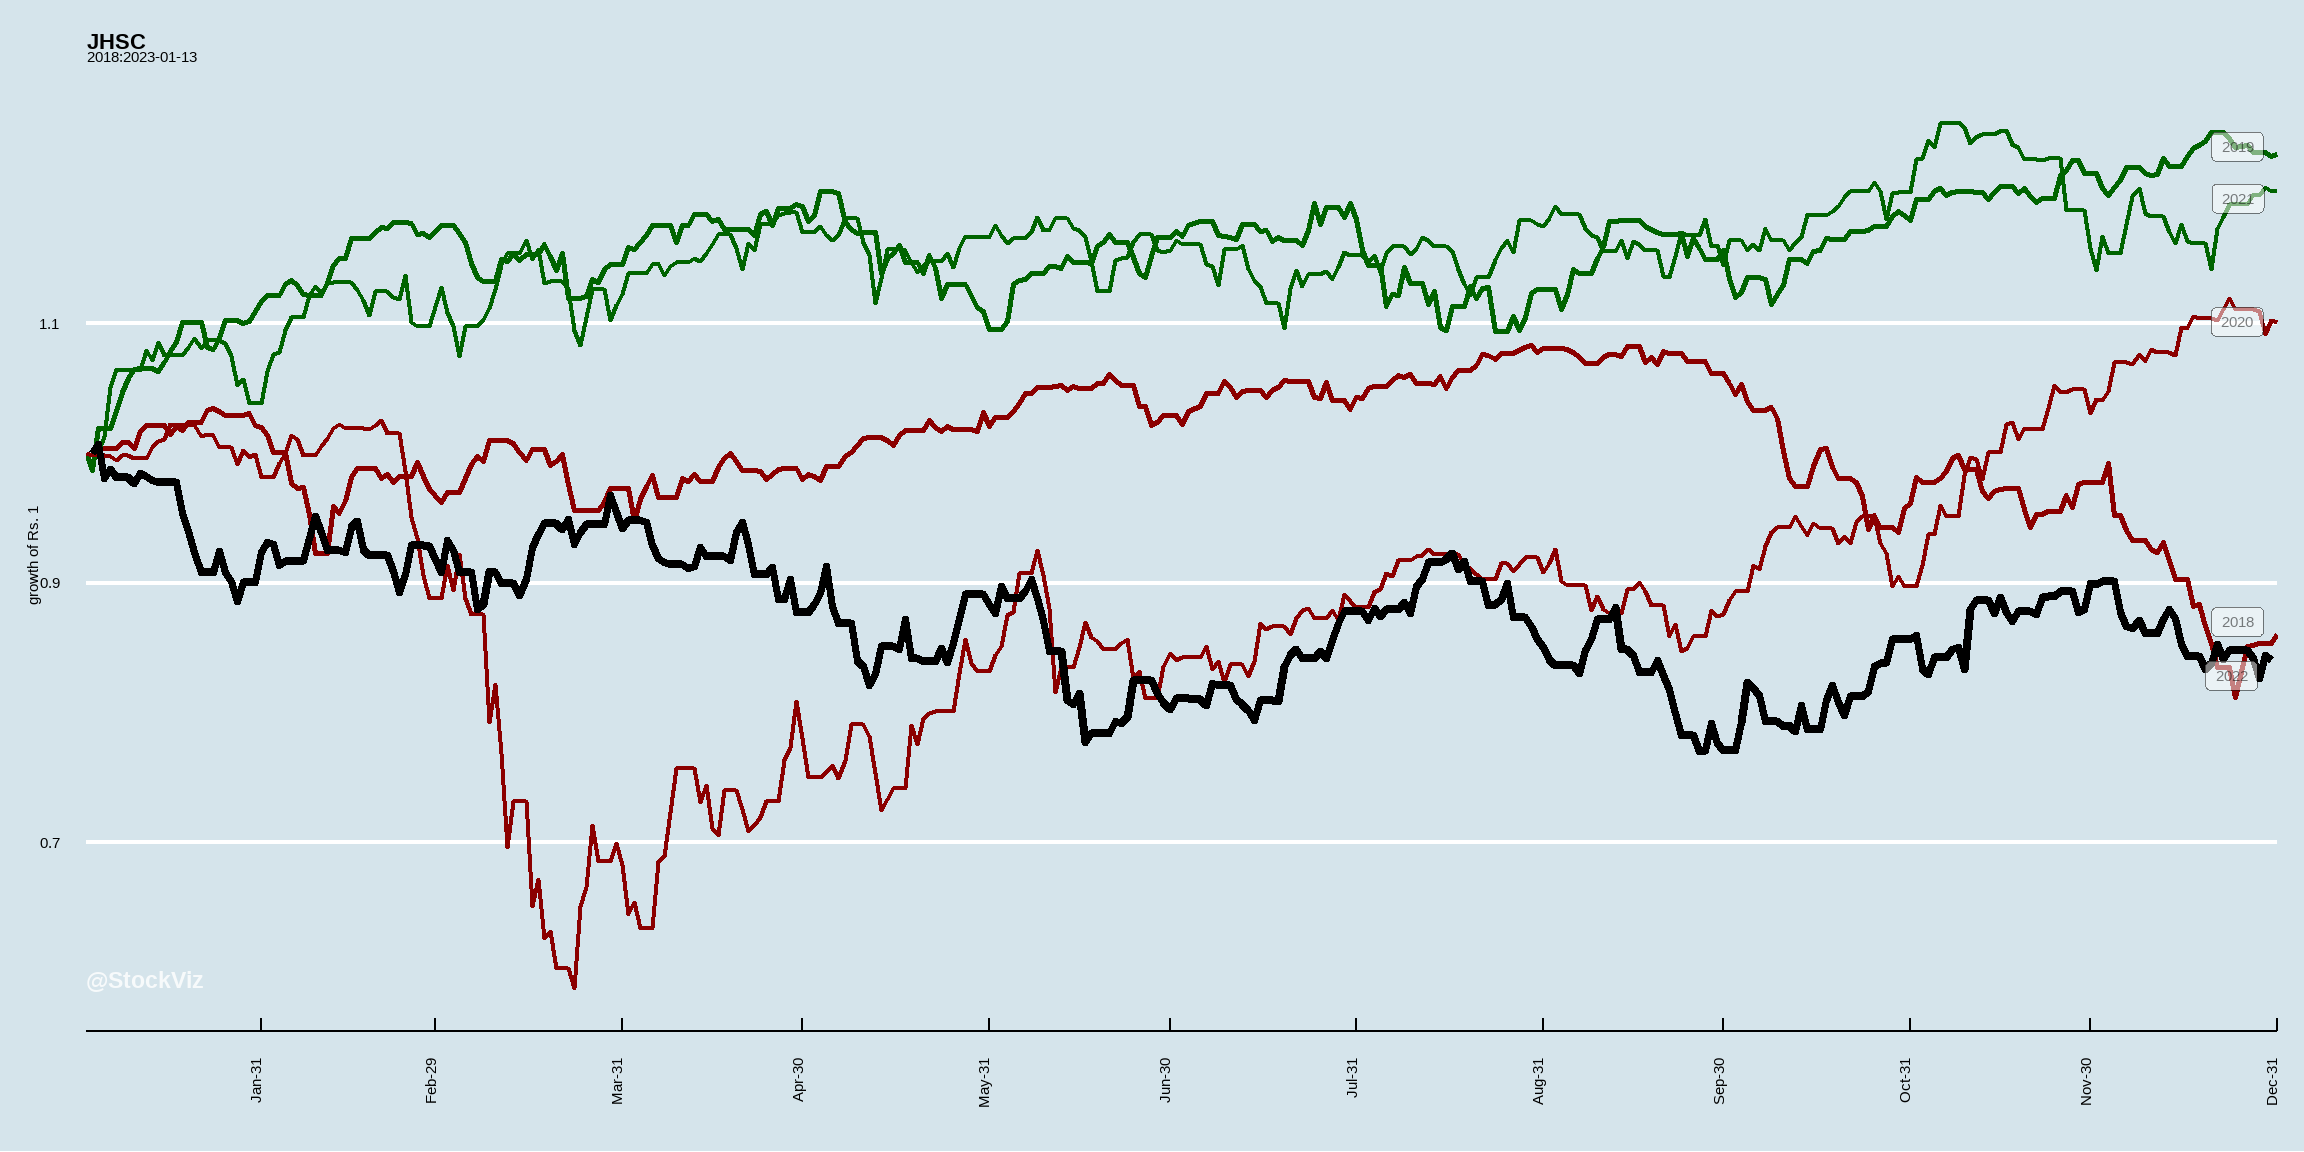 JHSC
2018:2023-01-13
2019
2021
1.1
2020
growth of Rs. 1
0.9
2018
2022
0.7
@StockViz
Jan-31
Feb-29
Mar-31
Apr-30
May-31
Jun-30
Jul-31
Aug-31
Sep-30
Oct-31
Nov-30
Dec-31